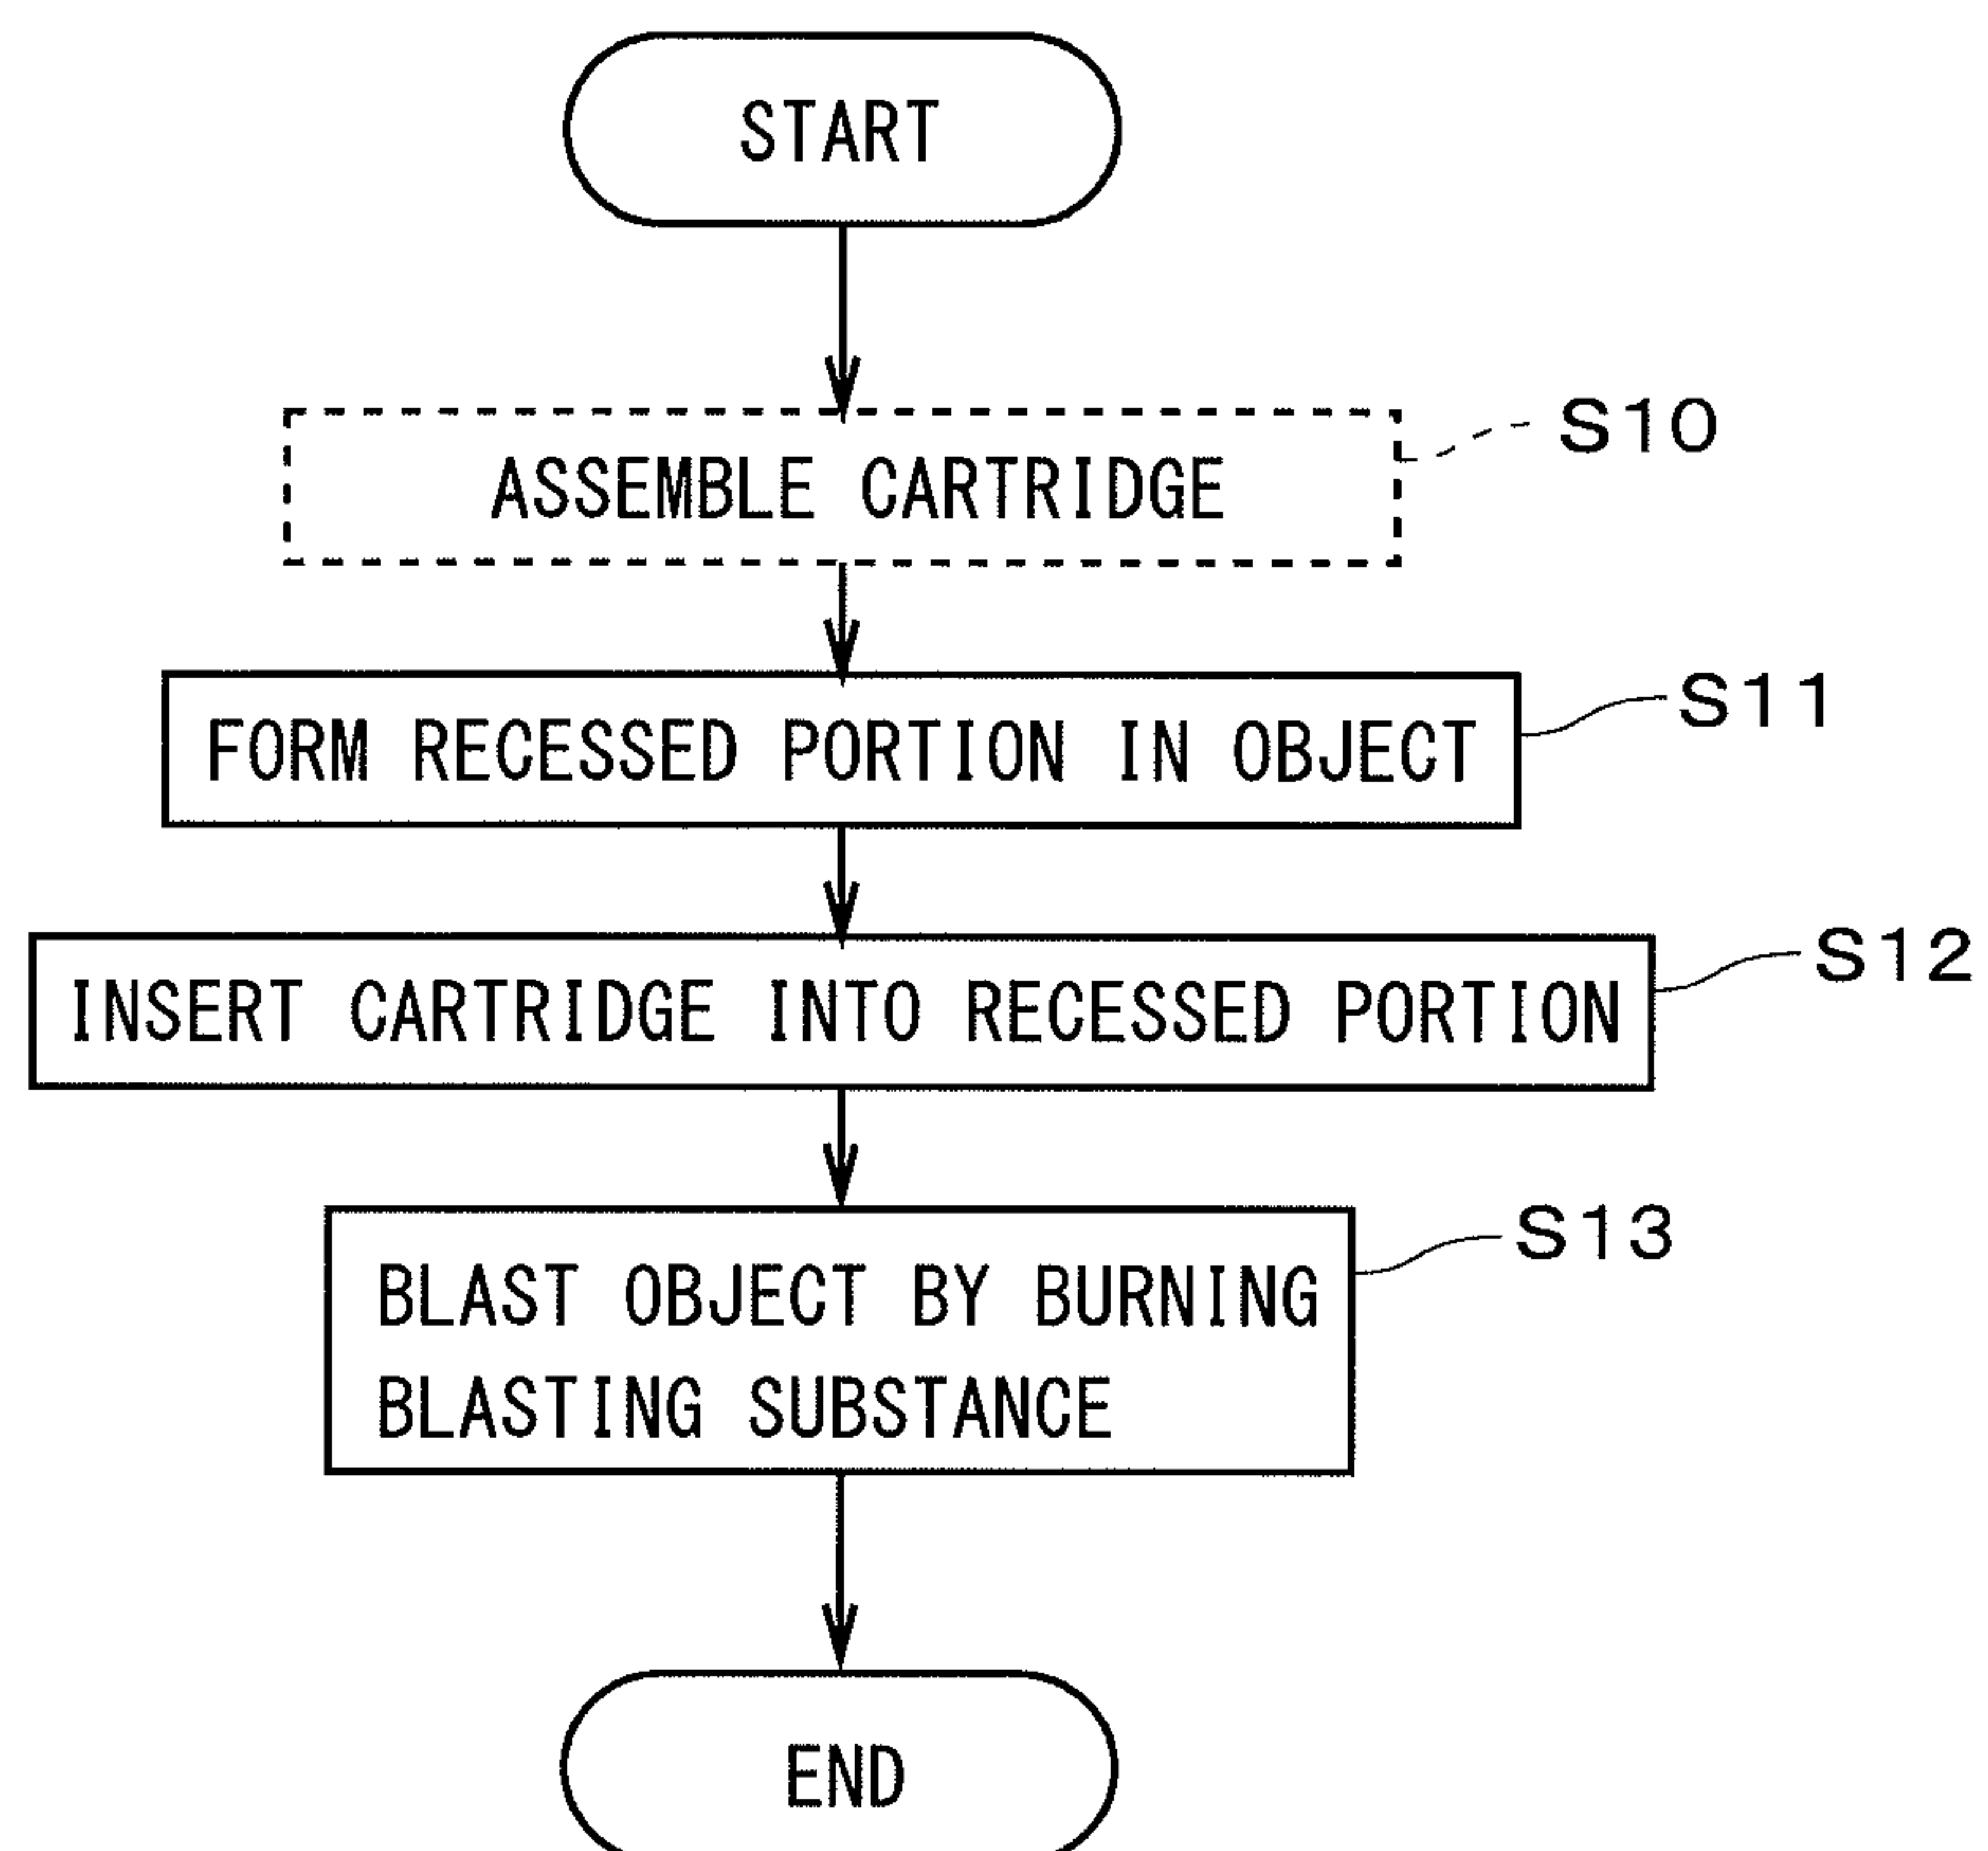 START
ASSEMBLE CARTRIDGE
S10
FORM RECESSED PORTION IN OBJECT
S11
INSERT CARTRIDGE INTO RECESSED PORTION
S12
BLAST OBJECT BY BURNING
BLASTING SUBSTANCE
S13
END